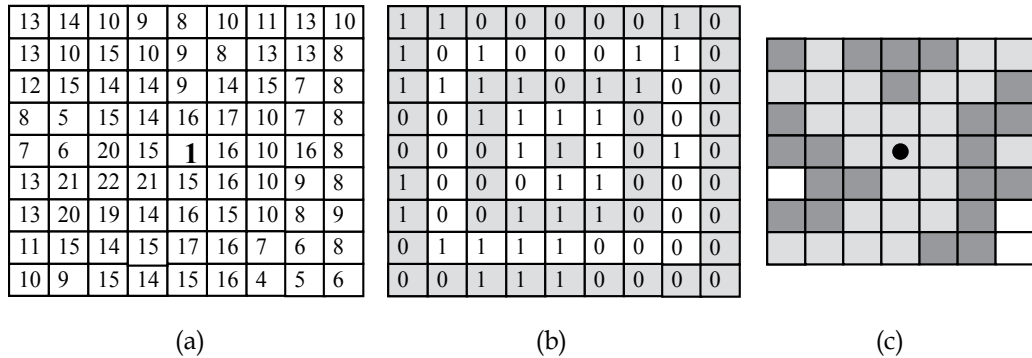 13 14 10 9 8 10 11 13 10
13 10 15 10 9 8 13 13 8
12 15 14 14 9 14 15 7 8
8 5 15 14 16 17 10 7 8
7 6 20 15 1 16 10 16 8
13 21 22 21 15 16 10 9 8
13 20 19 14 16 15 10 8 9
11 15 14 15 17 16 7 6 8
10 9 15 14 15 16 4 5 6
(a)
1 1 0 0 0 0 0 1 0
1 0 1 0 0 0 1 1 0
1 1 1 1 0 1 1 0 0
0 0 1 1 1 1 0 0 0
0 0 0 1 1 1 0 1 0
1 0 0 0 1 1 0 0 0
1 0 0 1 1 1 0 0 0
0 1 1 1 1 0 0 0 0
0 0 1 1 1 0 0 0 0
(b)
(c)